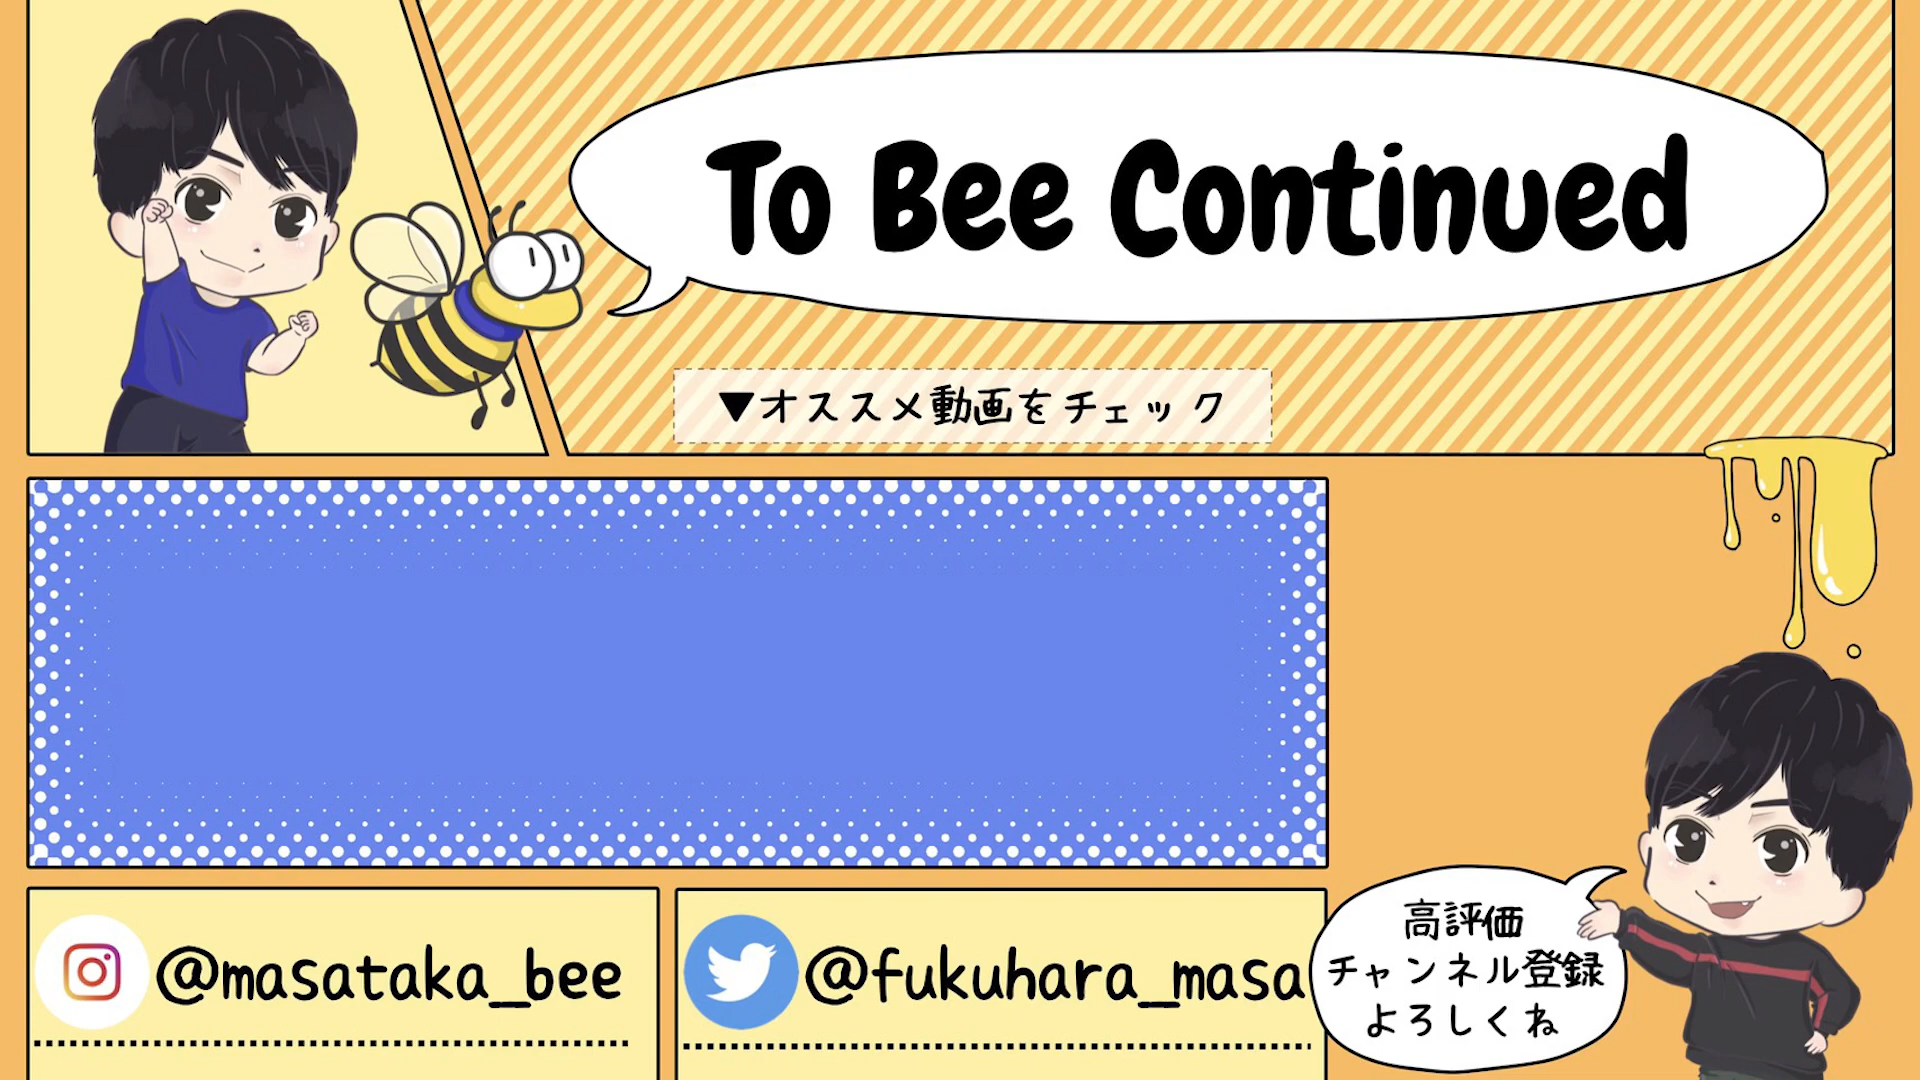 To Bee Continued
▼オススメ動画をチェック
@masataka_bee
@fukuhara_masa
高評価
チャンネル登録
よろしくね